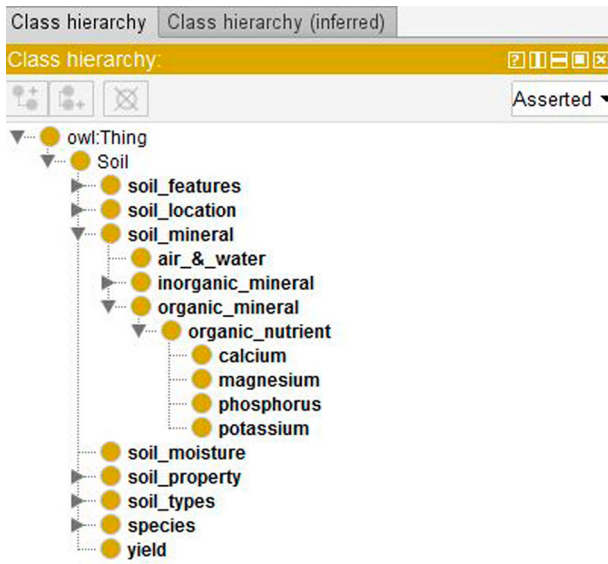 Class hierarchy Class hierarchy (inferred)
Class hierarchy:
Asserted
owl:Thing
Soil
soil_features
soil_location
soil_mineral
air_&_water
inorganic_mineral
organic_mineral
organic_nutrient
calcium
magnesium
phosphorus
potassium
soil_moisture
soil_property
soil_types
species
yield